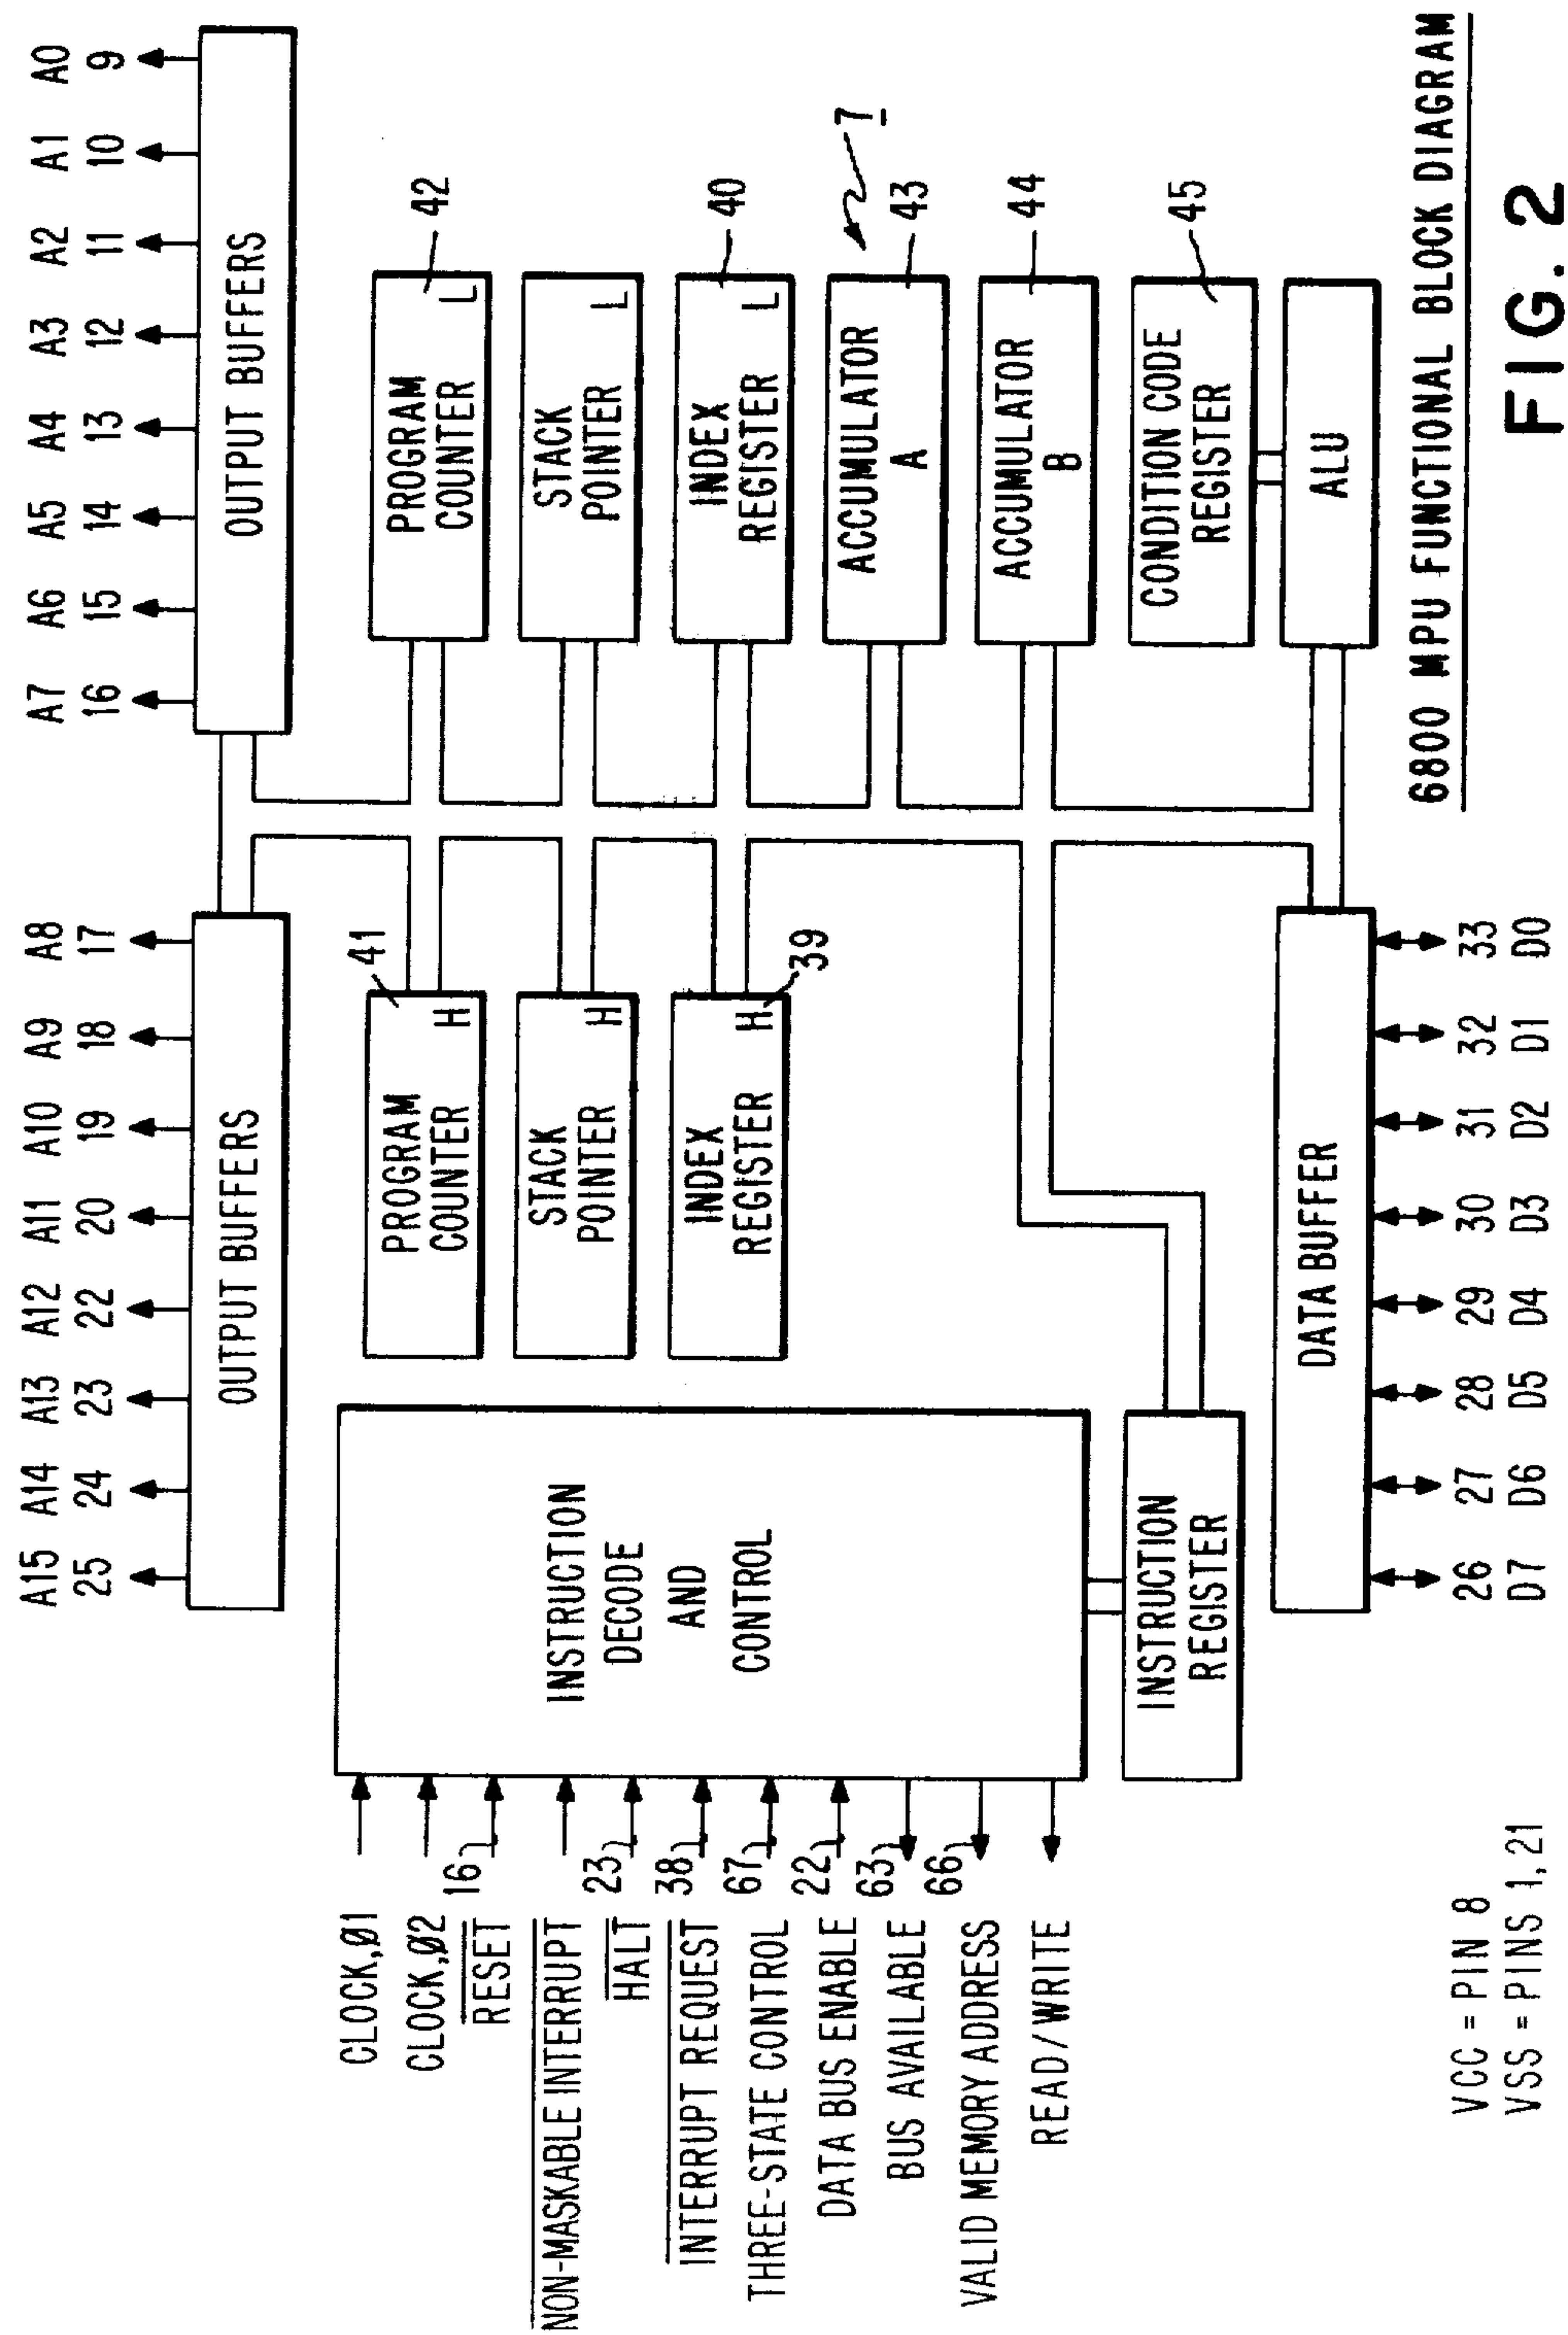 A15 A14 A13 A12 A11 A10 A9 A8 A7 A6 A5 A4 A3 A2 A1 A0
25 24 23 22 20 19 18 17 16 15 14 13 12 11 10 9
OUTPUT BUFFERS
OUTPUT BUFFERS
CLOCK,Ø1
CLOCK,Ø2
16
RESET
NON-MASKABLE INTERRUPT
23
HALT
38
INTERRUPT REQUEST
67
THREE-STATE CONTROL
22
DATA BUS ENABLE
63
BUS AVAILABLE
66
VALID MEMORY ADDRESS
READ/WRITE
INSTRUCTION
DECODE
AND
CONTROL
INSTRUCTION
REGISTER
41
PROGRAM
COUNTER
H
STACK
POINTER
H
INDEX
REGISTER
H
39
PROGRAM
COUNTER
L
42
STACK
POINTER
L
INDEX
REGISTER
L
40
7
ACCUMULATOR
A
43
ACCUMULATOR
B
44
CONDITION CODE
REGISTER
45
ALU
DATA BUFFER
26 27 28 29 30 31 32 33
D7 D6 D5 D4 D3 D2 D1 D0
VCC = PIN 8
VSS = PINS 1,21
6800 MPU FUNCTIONAL BLOCK DIAGRAM
FIG. 2